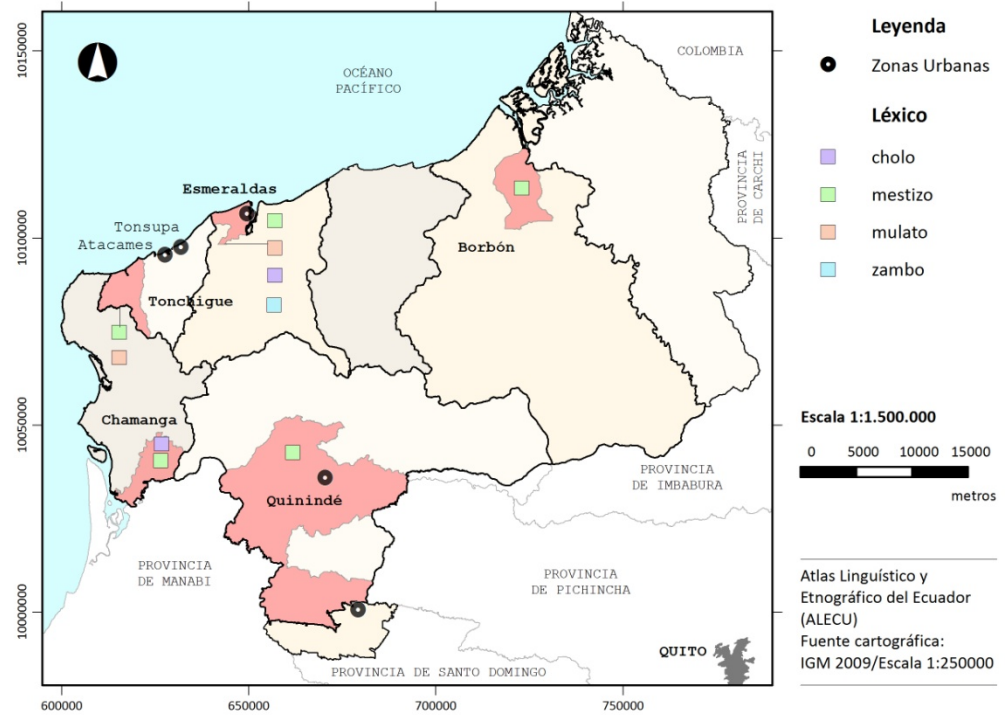 10150000
10100000
10050000
10000000
OCÉANO
PACÍFICO
COLOMBIA
PROVINCIA
DE CARCHI
Esmeraldas
Tonsupa
Atacames
Tonchigue
Borbón
Chamanga
Quinindé
PROVINCIA
DE IMBABURA
PROVINCIA
DE MANABI
PROVINCIA
DE PICHINCHA
QUITO
PROVINCIA DE SANTO DOMINGO
600000
650000
700000
750000
Leyenda
Zonas Urbanas
Léxico
cholo
mestizo
mulato
zambo
Escala 1:1.500.000
0 5000 10000 15000
metros
Atlas Linguístico y
Etnográfico del Ecuador
(ALECU)
Fuente cartográfica:
IGM 2009/Escala 1:250000